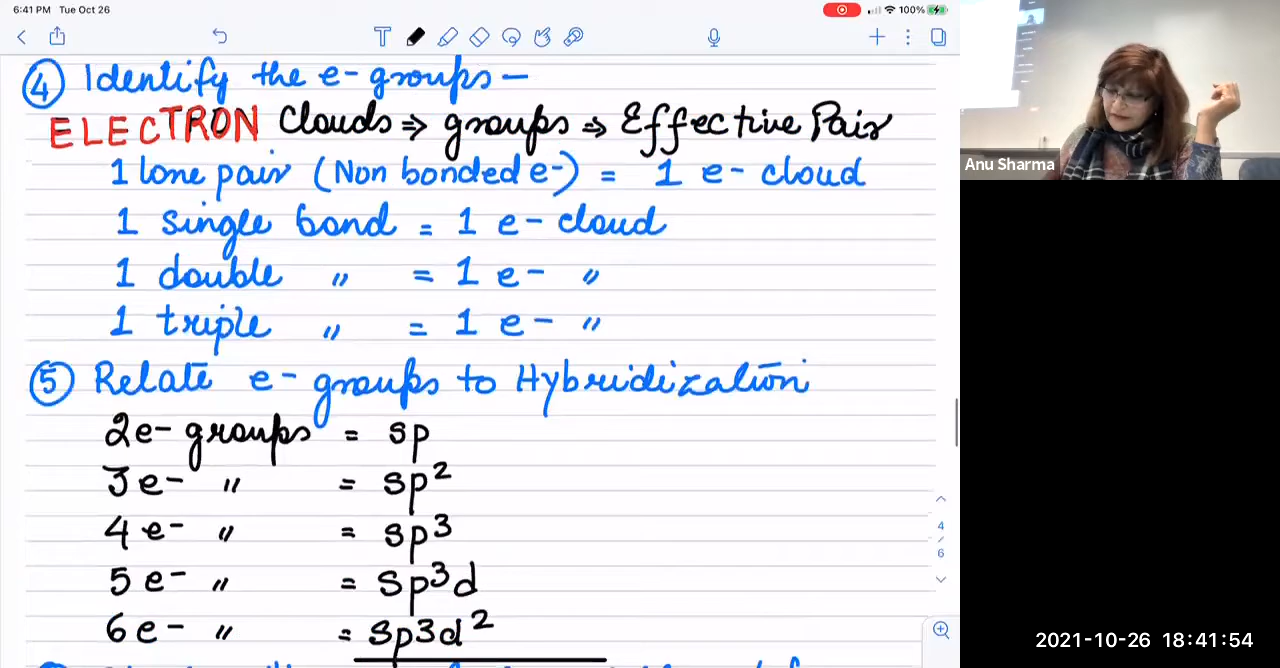 6:41 PM Tue Oct 26
100%
T
④ Identify the e- groups —
ELECTRON Clouds ⇒ groups ⇒ Effective Pair
1 lone pair (Non bonded e-) = 1 e- cloud
1 single bond = 1 e- cloud
1 double " = 1 e- "
1 triple " = 1 e- "
⑤ Relate e- groups to Hybridization
2e- groups = sp
3e- " = sp²
4 e- " = sp³
5 e- " = sp³d
6e- " = sp3d²
4
/
6
Anu Sharma
2021-10-26 18:41:54